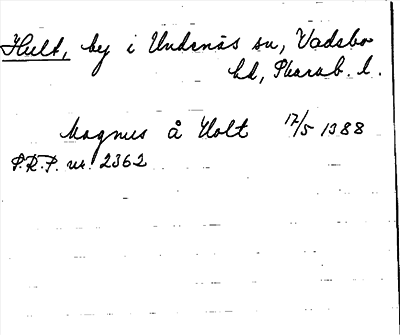 Hult, by i Undenäs sn, Vadsbo
hd, Skarab. l.
Magnus å Holt 17/5 1388
S.R.P. nr. 2362